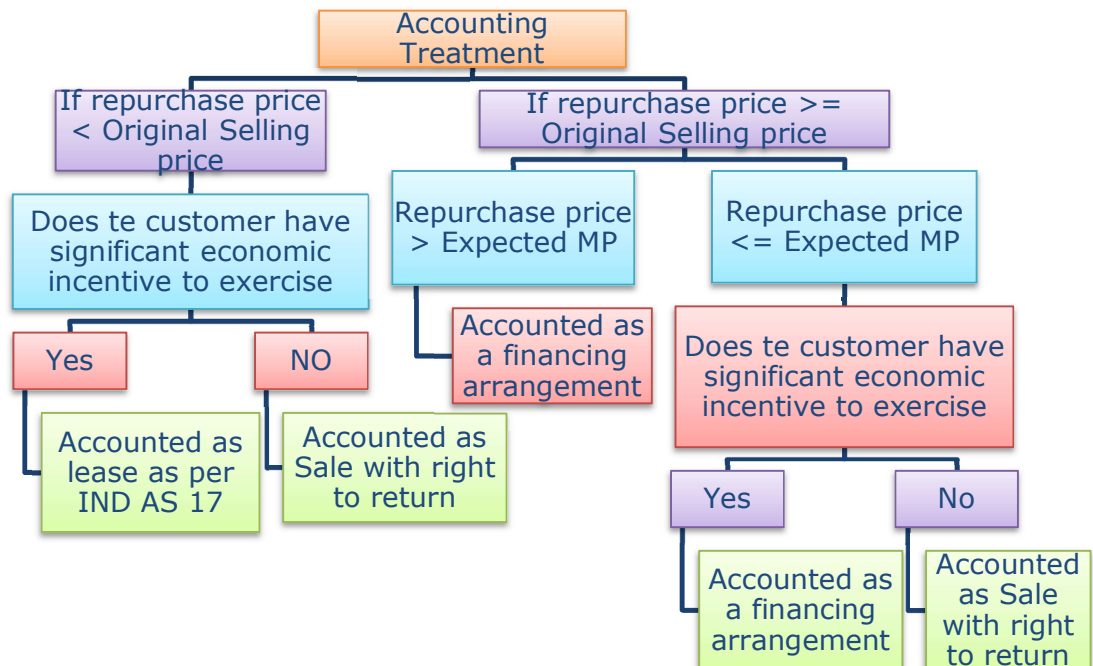 Accounting
Treatment
If repurchase price
< Original Selling
price
If repurchase price >=
Original Selling price
Does te customer have
significant economic
incentive to exercise
Repurchase price
> Expected MP
Repurchase price
<= Expected MP
Yes
NO
Accounted as
a financing
arrangement
Does te customer have
significant economic
incentive to exercise
Accounted as
lease as per
IND AS 17
Accounted as
Sale with right
to return
Yes
No
Accounted as
a financing
arrangement
Accounted
as Sale
with right
to return